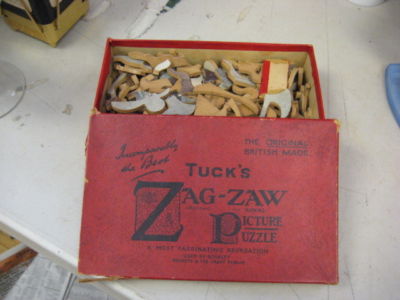 Incomparably
the Best
THE ORIGINAL
BRITISH MADE
TUCK'S
ZAG-ZAW
PICTURE
PUZZLE
A MOST FASCINATING RECREATION